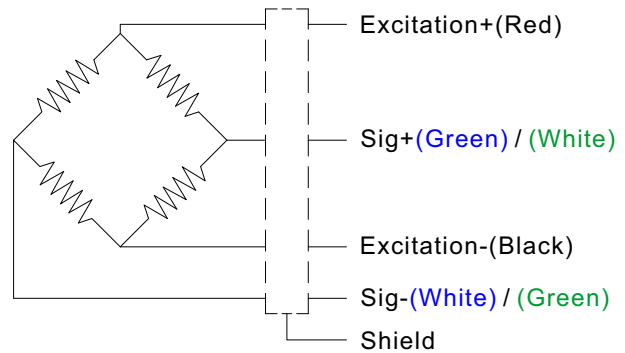 Excitation+(Red)
Sig+(Green) / (White)
Excitation-(Black)
Sig-(White) / (Green)
Shield